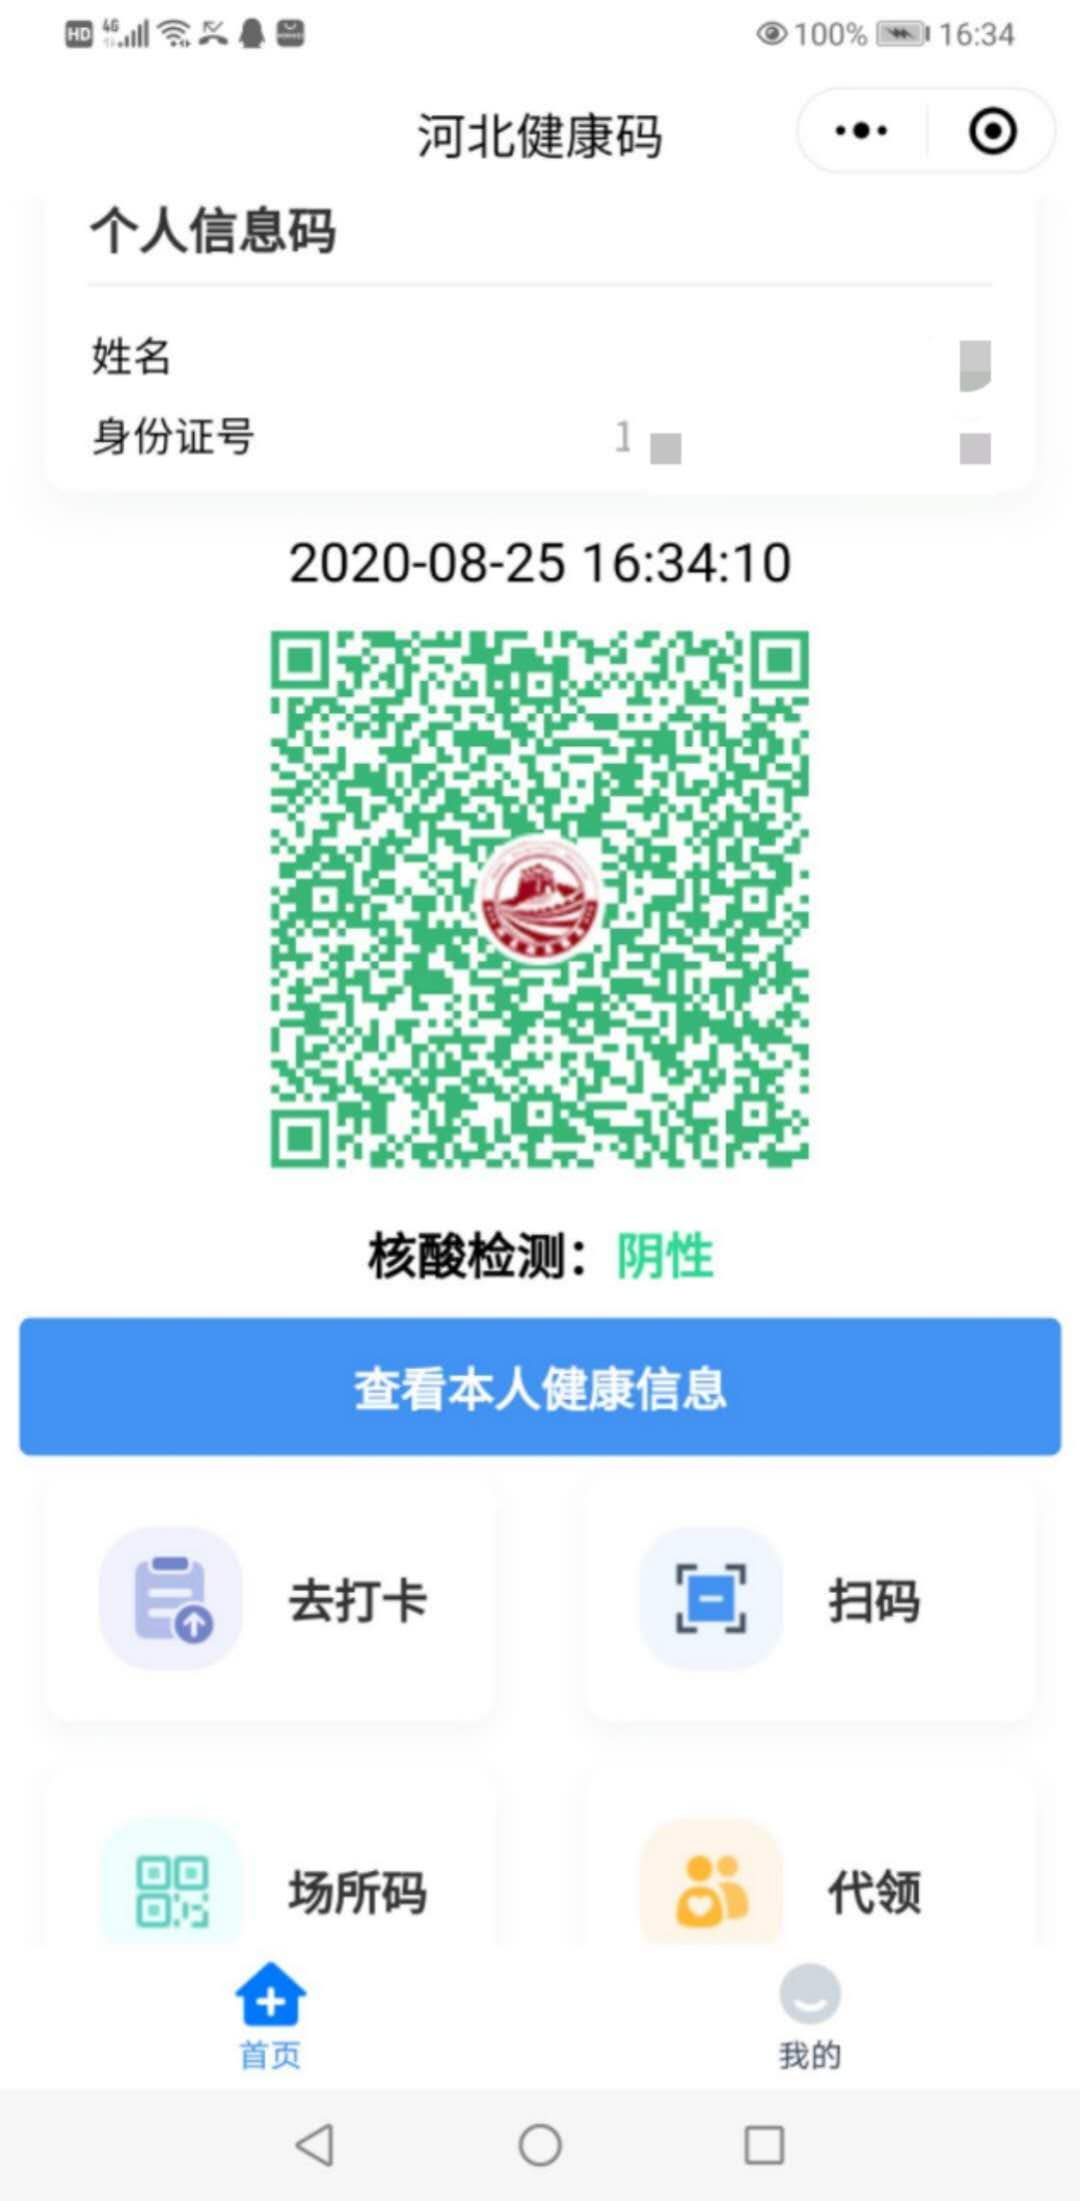 HD 4G 100% 16:34
河北健康码
个人信息码
姓名
身份证号 1
2020-08-25 16:34:10
核酸检测：阴性
查看本人健康信息
去打卡 扫码
场所码 代领
首页 我的